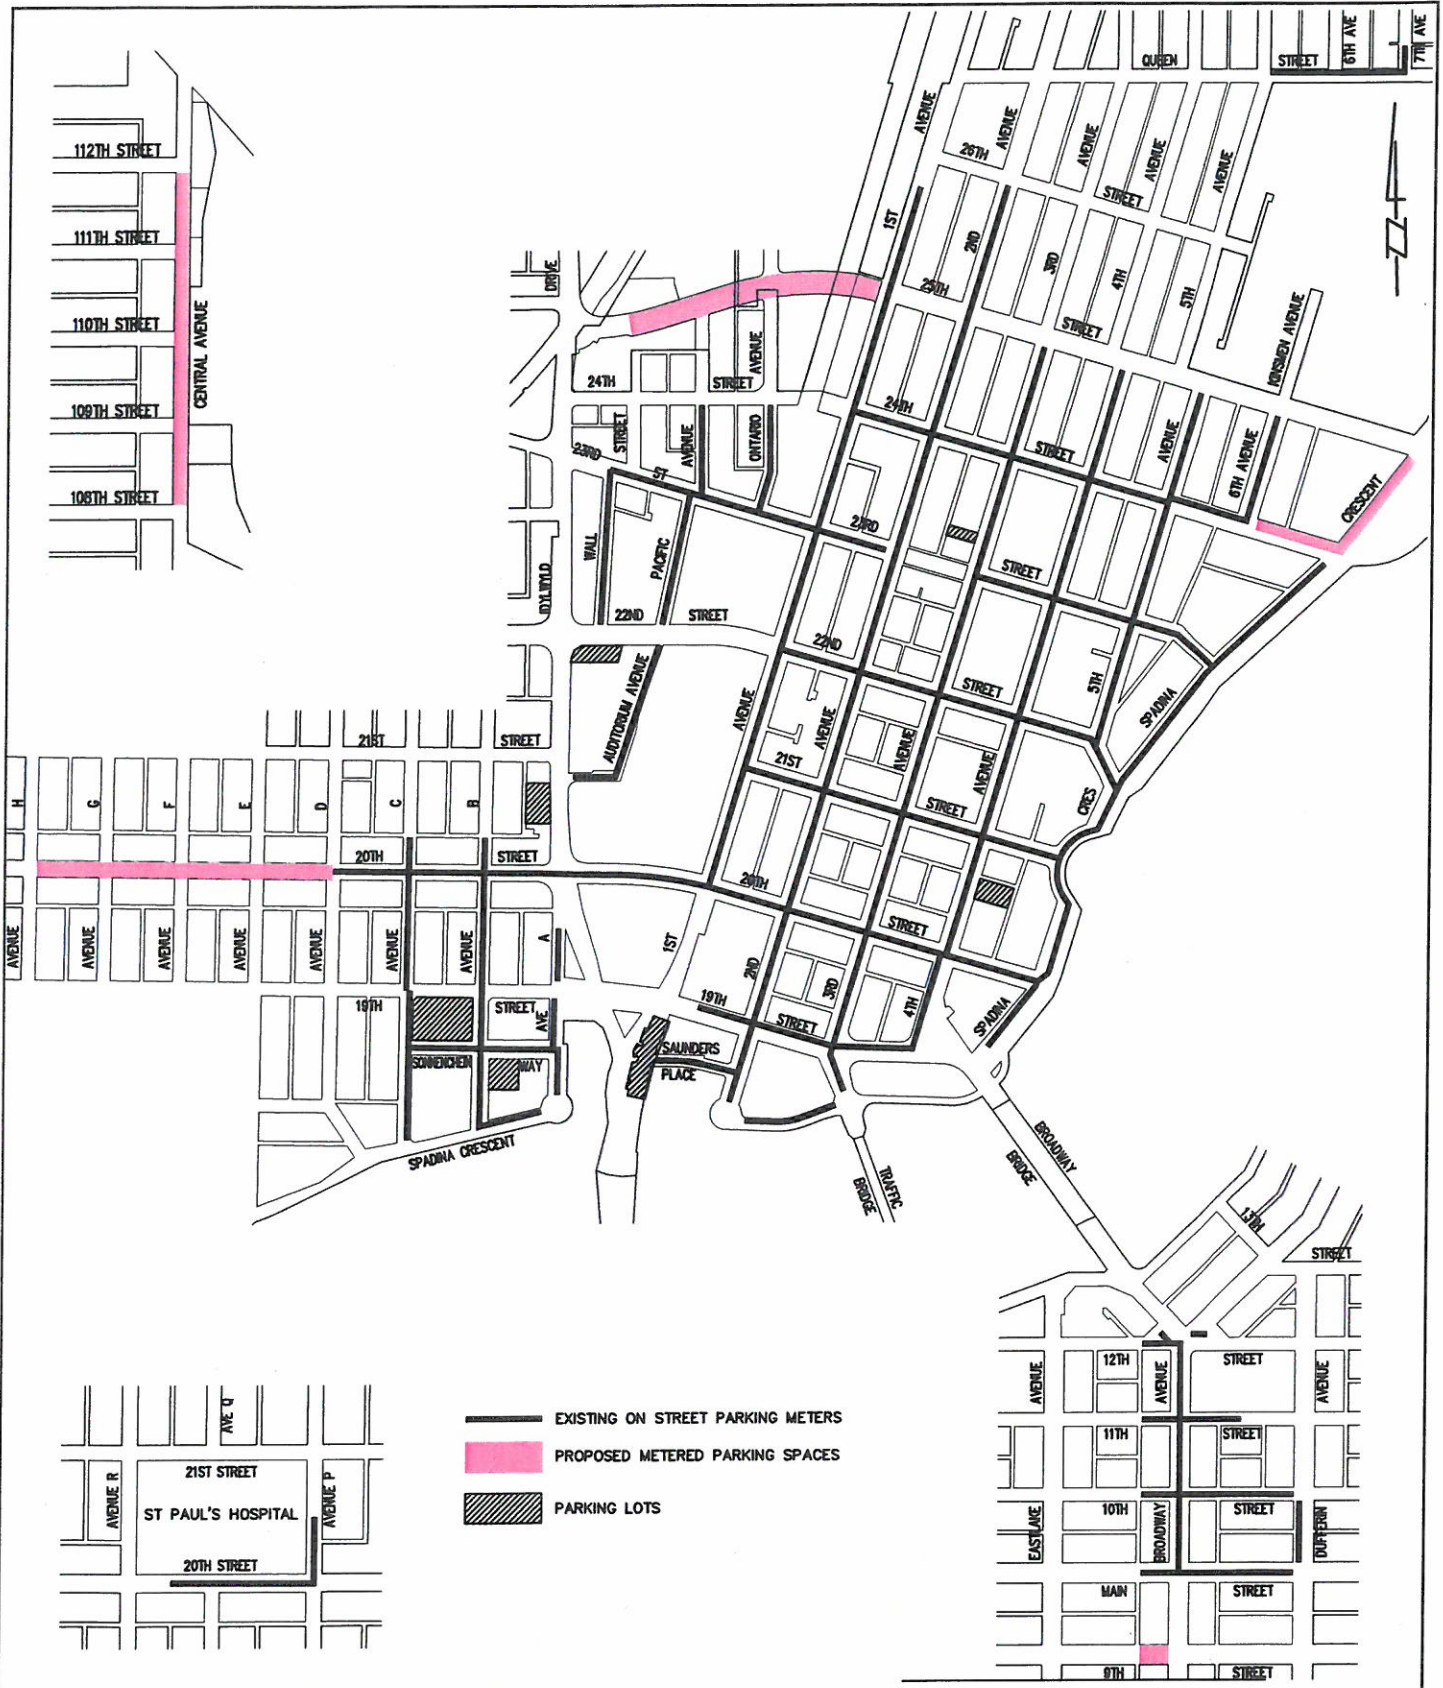 QUEEN
STREET
6TH AVE
7TH AVE
AVENUE
AVENUE
26TH
AVENUE
AVENUE
AVENUE
STREET
112TH STREET
111TH STREET
110TH STREET
109TH STREET
108TH STREET
CENTRAL AVENUE
1ST
2ND
3RD
4TH
5TH
25TH
STREET
KINSMEN AVENUE
DRIVE
IDYLWYLD
24TH
STREET
AVENUE
ONTARIO
23RD
STREET
ST
AVENUE
WALL
PACIFIC
24TH
STREET
AVENUE
6TH AVENUE
CRESCENT
23RD
STREET
22ND
STREET
22ND
STREET
5TH
SPADINA
AUDITORIUM AVENUE
AVENUE
AVENUE
AVENUE
AVENUE
21ST
STREET
CRES
21ST
STREET
H
G
F
E
D
C
B
20TH
STREET
20TH
STREET
AVENUE
AVENUE
AVENUE
AVENUE
AVENUE
AVENUE
AVENUE
A
1ST
2ND
3RD
4TH
SPADINA
19TH
STREET
AVE
19TH
STREET
SONNENCHEIN
WAY
SAUNDERS
PLACE
SPADINA CRESCENT
TRAFFIC
BRIDGE
BROADWAY
BRIDGE
13TH
STREET
12TH
STREET
AVENUE
AVENUE
AVENUE
11TH
STREET
10TH
STREET
EASTLAKE
BROADWAY
DUFFERIN
MAIN
STREET
9TH
STREET
AVE Q
21ST STREET
AVENUE R
ST PAUL'S HOSPITAL
AVENUE P
20TH STREET
EXISTING ON STREET PARKING METERS
PROPOSED METERED PARKING SPACES
PARKING LOTS